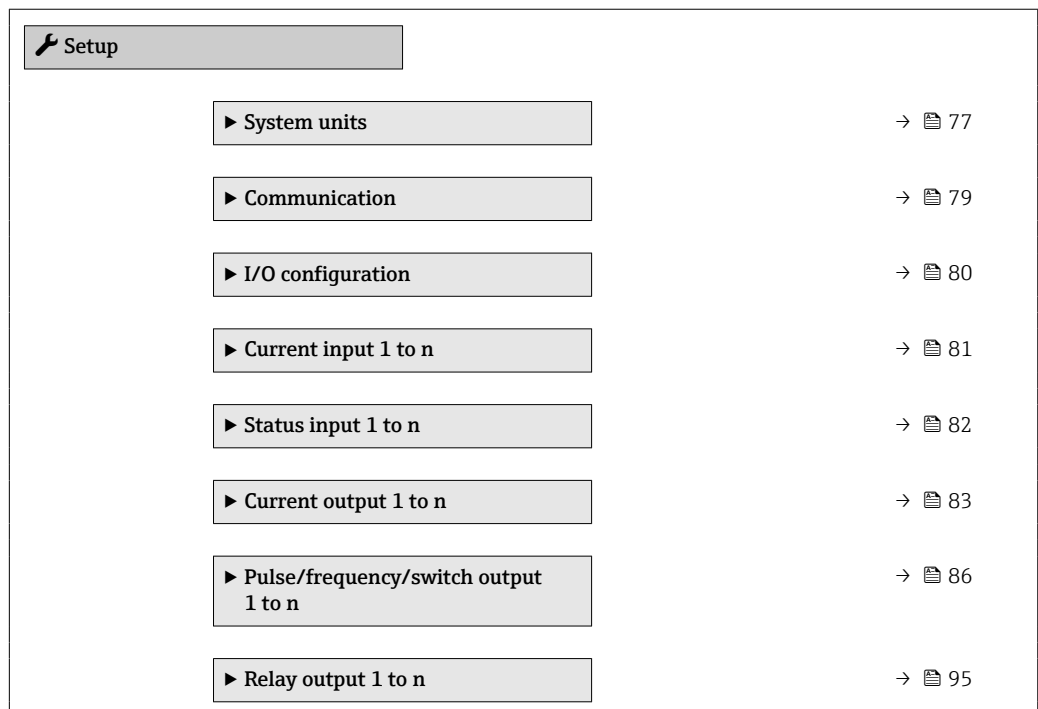 Setup
▶ System units → 77
▶ Communication → 79
▶ I/O configuration → 80
▶ Current input 1 to n → 81
▶ Status input 1 to n → 82
▶ Current output 1 to n → 83
▶ Pulse/frequency/switch output → 86
1 to n
▶ Relay output 1 to n → 95